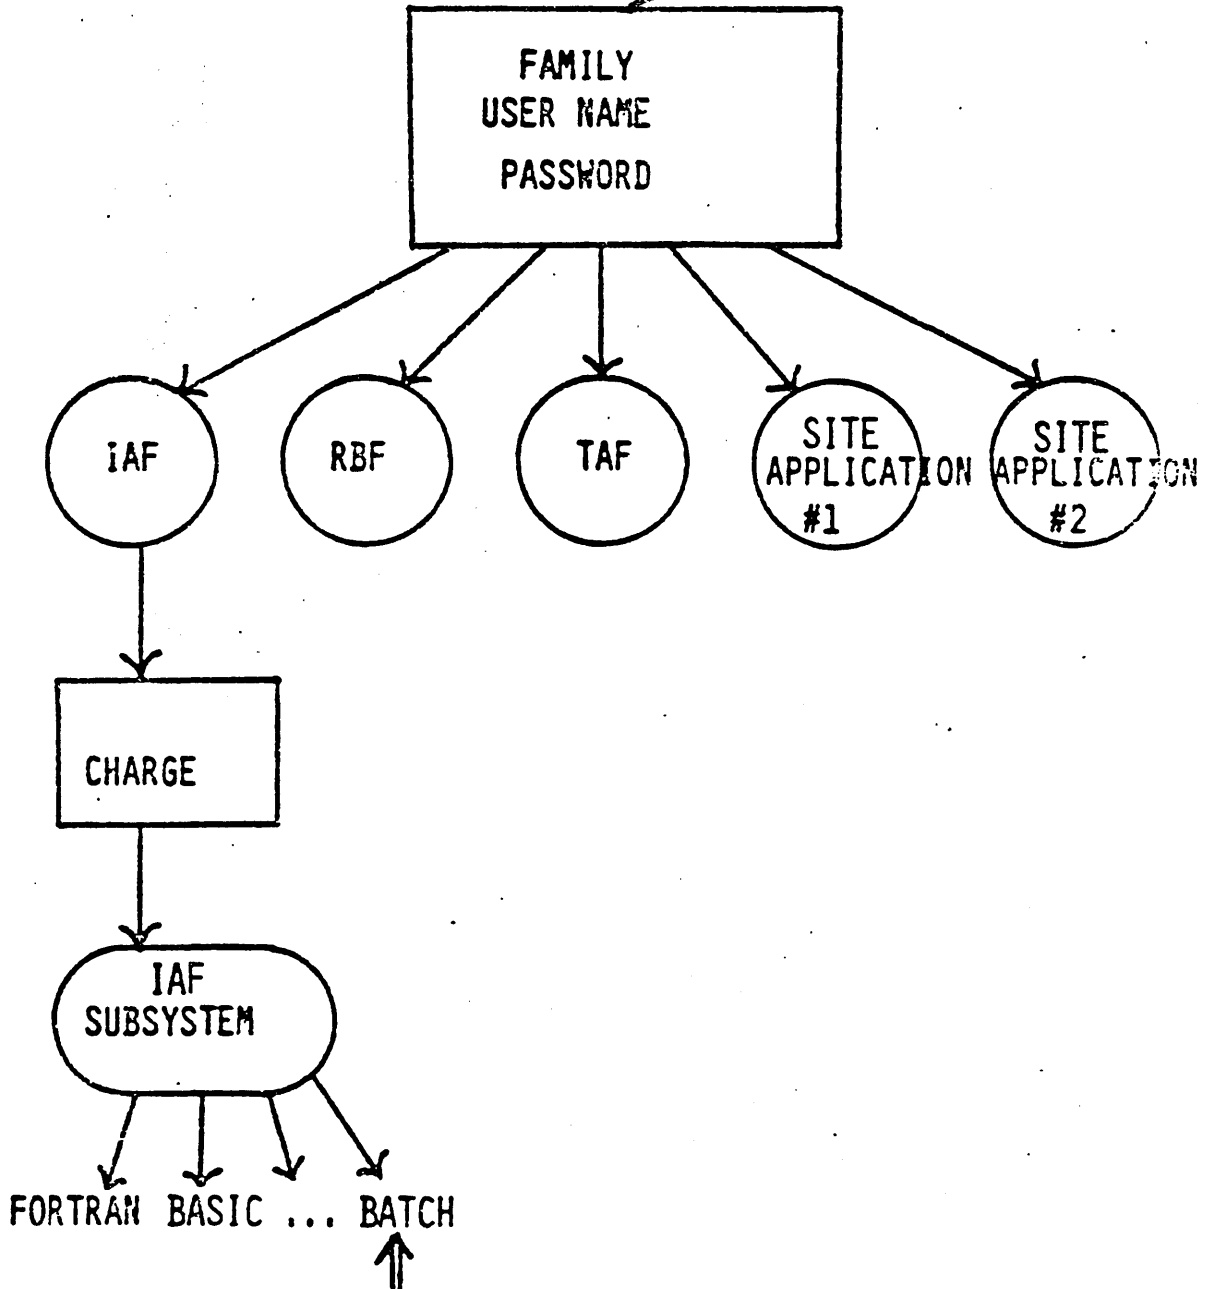 FAMILY
USER NAME
PASSWORD
IAF
RBF
TAF
SITE
APPLICATION
#1
SITE
APPLICATION
#2
CHARGE
IAF
SUBSYSTEM
FORTRAN BASIC ... BATCH